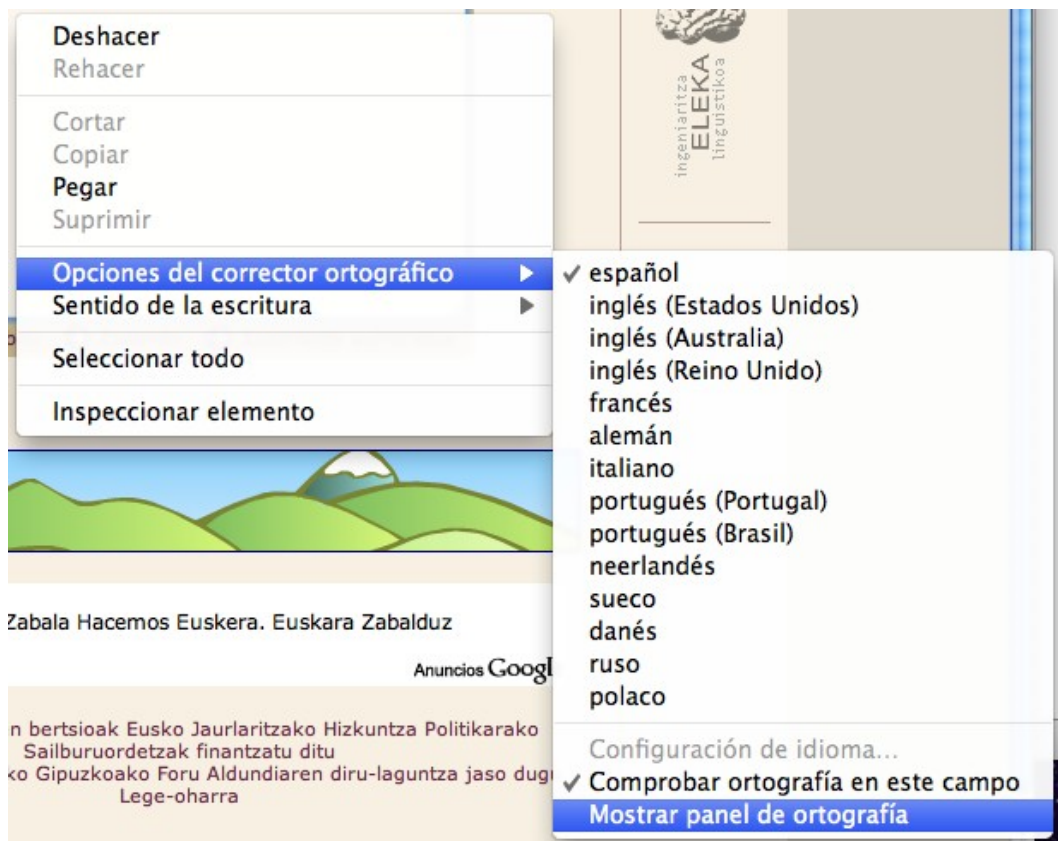 Deshacer
Rehacer
Cortar
Copiar
Pegar
Suprimir
Opciones del corrector ortográfico
Sentido de la escritura
Seleccionar todo
Inspeccionar elemento
ingeniaritza
ELEKA
linguistikoa
español
inglés (Estados Unidos)
inglés (Australia)
inglés (Reino Unido)
francés
alemán
italiano
portugués (Portugal)
portugués (Brasil)
neerlandés
sueco
danés
ruso
polaco
Configuración de idioma...
Comprobar ortografía en este campo
Mostrar panel de ortografía
Zabala Hacemos Euskera. Euskara Zabalduz
Anuncios Googl
n bertsioak Eusko Jaurlaritzako Hizkuntza Politikarako
Sailburuordetzak finantzatu ditu
ko Gipuzkoako Foru Aldundiaren diru-laguntza jaso dugu
Lege-oharra